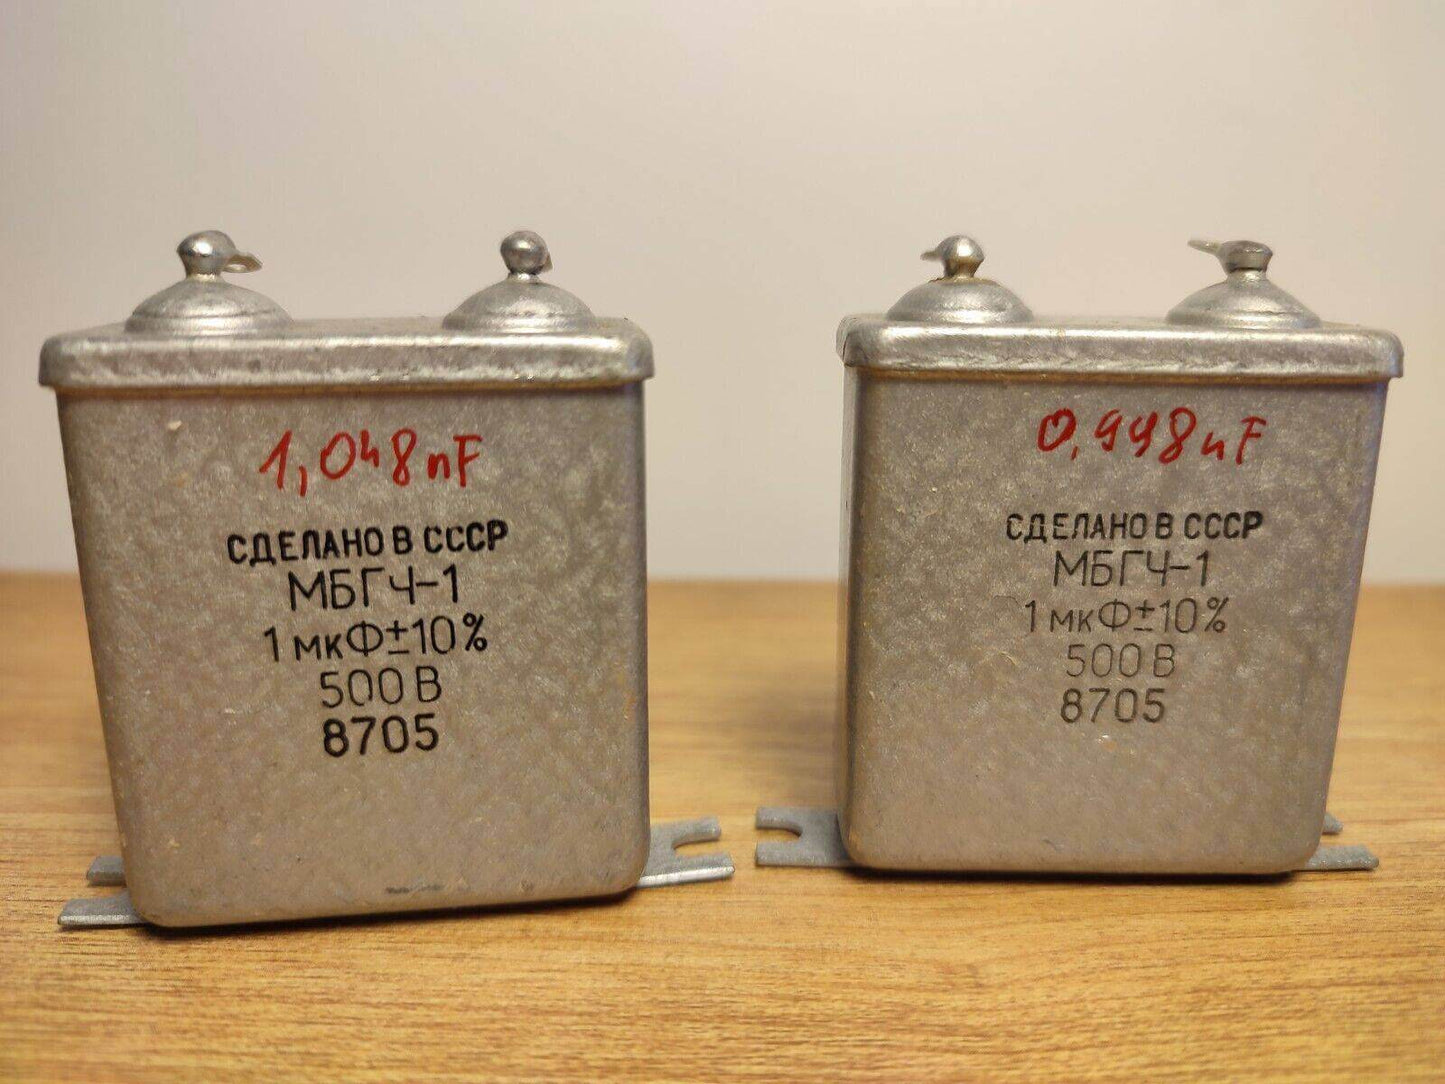 1,048nF
СДЕЛАНО В СССР
МБГЧ-1
1 мкФ±10%
500 В
8705
0,998nF
СДЕЛАНО В СССР
МБГЧ-1
1 мкФ±10%
500 В
8705